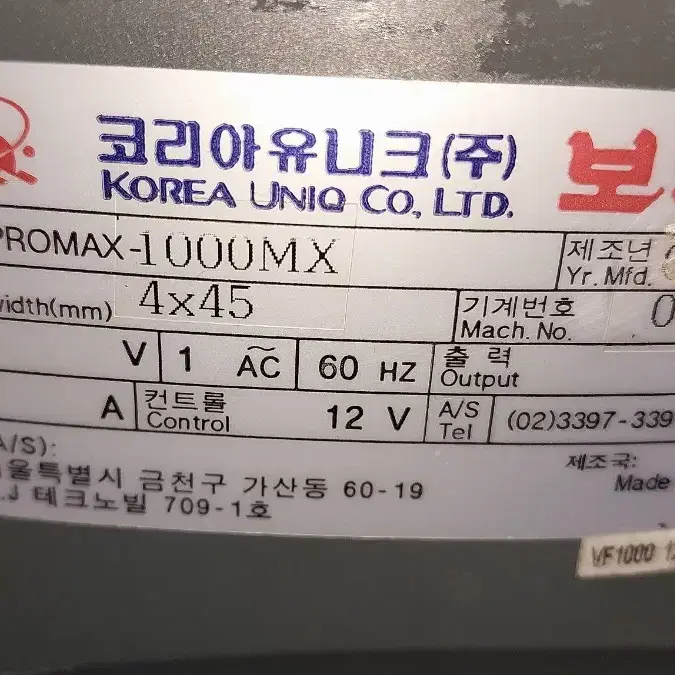 코리아유니크(주) 보
KOREA UNIQ CO., LTD.
PROMAX-1000MX 제조년
Yr. Mfd.
width(mm) 4x45 기계번호 0
Mach. No.
V 1 AC 60 HZ 출 력
Output
A 컨트롤 12 V A/S (02)3397-339
Control Tel
A/S):
울특별시 금천구 가산동 60-19 제조국:
J 테크노빌 709-1호 Made
VF1000